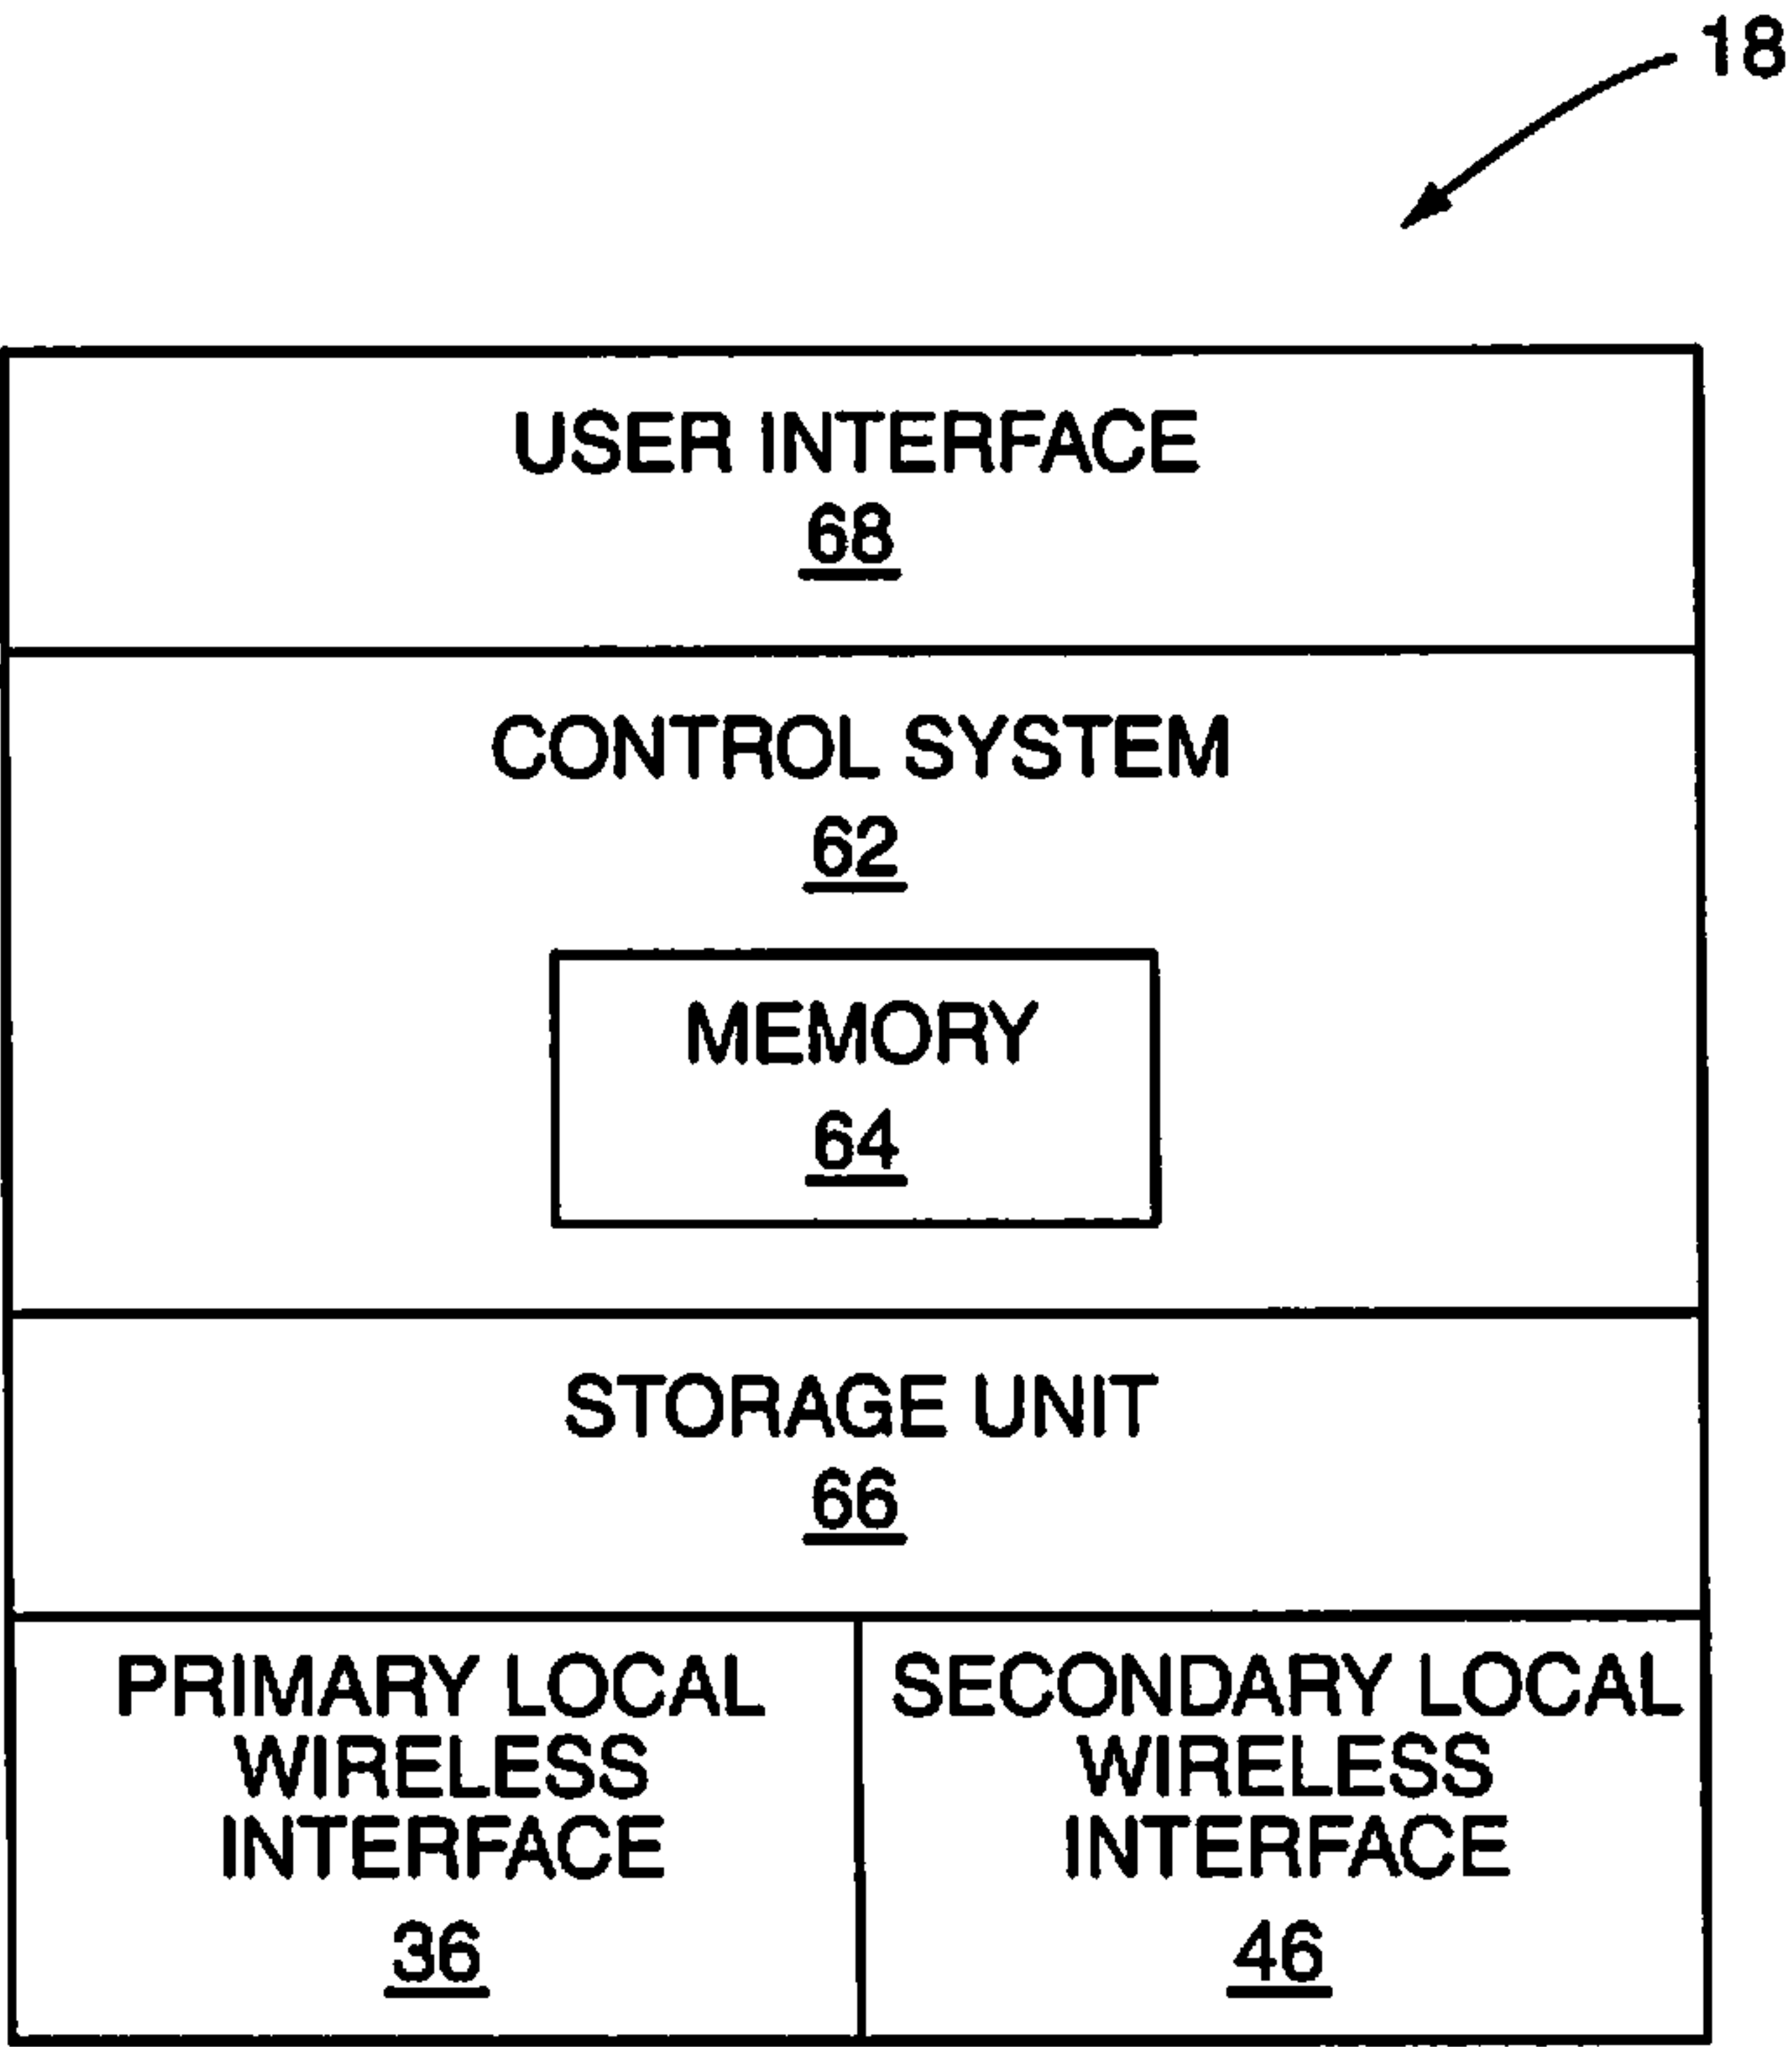 18
USER INTERFACE
68
CONTROL SYSTEM
62
MEMORY
64
STORAGE UNIT
66
PRIMARY LOCAL
WIRELESS
INTERFACE
36
SECONDARY LOCAL
WIRELESS
INTERFACE
46